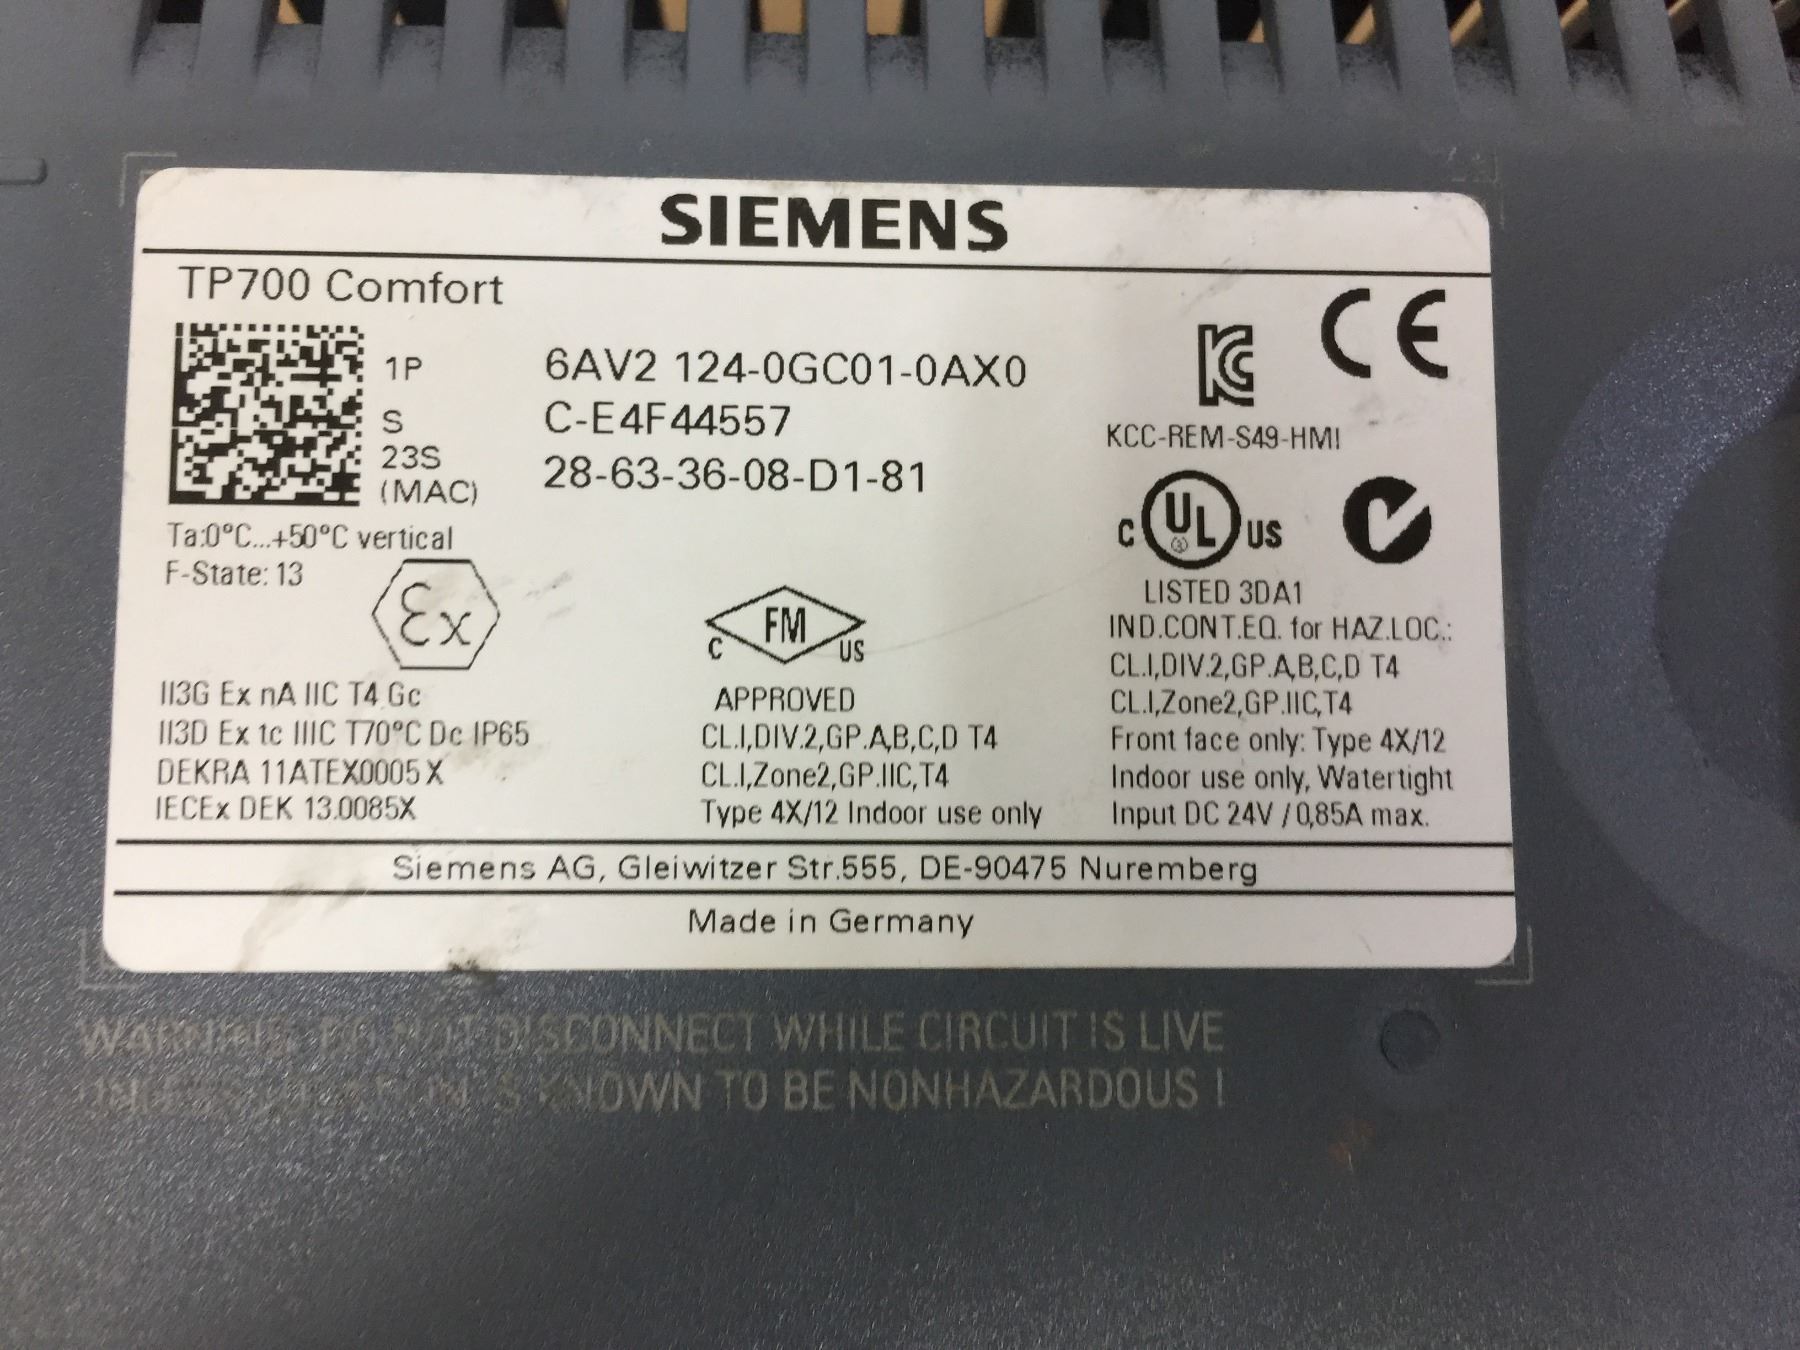 SIEMENS
TP700 Comfort
1P 6AV2 124-0GC01-0AX0
S C-E4F44557
23S
(MAC) 28-63-36-08-D1-81
Ta:0°C...+50°C vertical
F-State: 13
Ex
II3G Ex nA IIC T4 Gc
II3D Ex tc IIIC T70°C Dc IP65
DEKRA 11ATEX0005 X
IECEx DEK 13.0085X
C FM US
APPROVED
CL.I,DIV.2,GP.A,B,C,D T4
CL.I,Zone2,GP.IIC,T4
Type 4X/12 Indoor use only
CE
KCC-REM-S49-HMI
C UL US
LISTED 3DA1
IND.CONT.EQ. for HAZ.LOC.:
CL.I,DIV.2,GP.A,B,C,D T4
CL.I,Zone2,GP.IIC,T4
Front face only: Type 4X/12
Indoor use only, Watertight
Input DC 24V / 0,85A max.
Siemens AG, Gleiwitzer Str.555, DE-90475 Nuremberg
Made in Germany
WARNING: DO NOT DISCONNECT WHILE CIRCUIT IS LIVE
KNOWN TO BE NONHAZARDOUS !